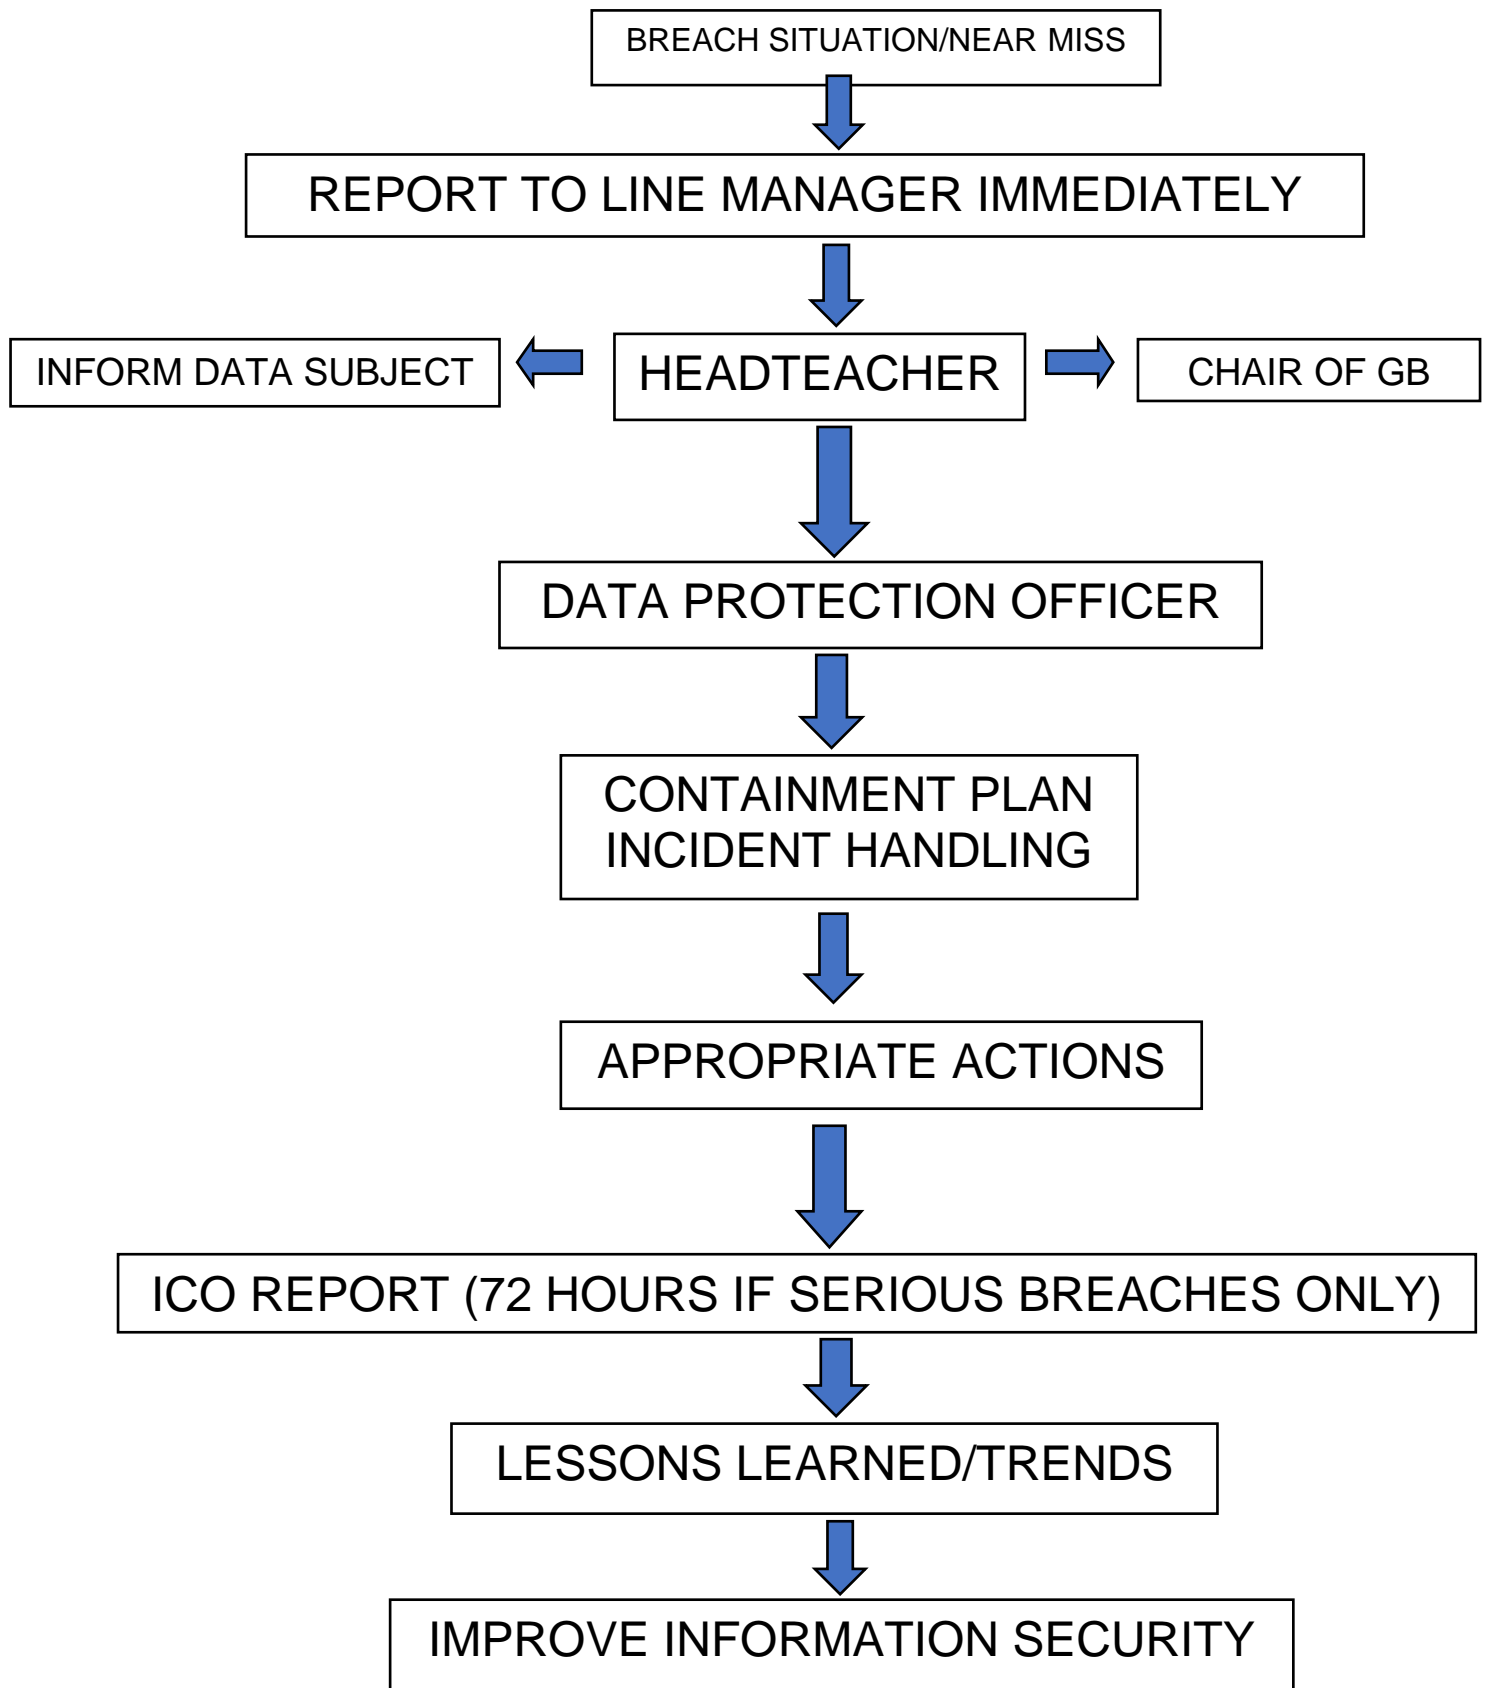 BREACH SITUATION/NEAR MISS
REPORT TO LINE MANAGER IMMEDIATELY
INFORM DATA SUBJECT
HEADTEACHER
CHAIR OF GB
DATA PROTECTION OFFICER
CONTAINMENT PLAN
INCIDENT HANDLING
APPROPRIATE ACTIONS
ICO REPORT (72 HOURS IF SERIOUS BREACHES ONLY)
LESSONS LEARNED/TRENDS
IMPROVE INFORMATION SECURITY